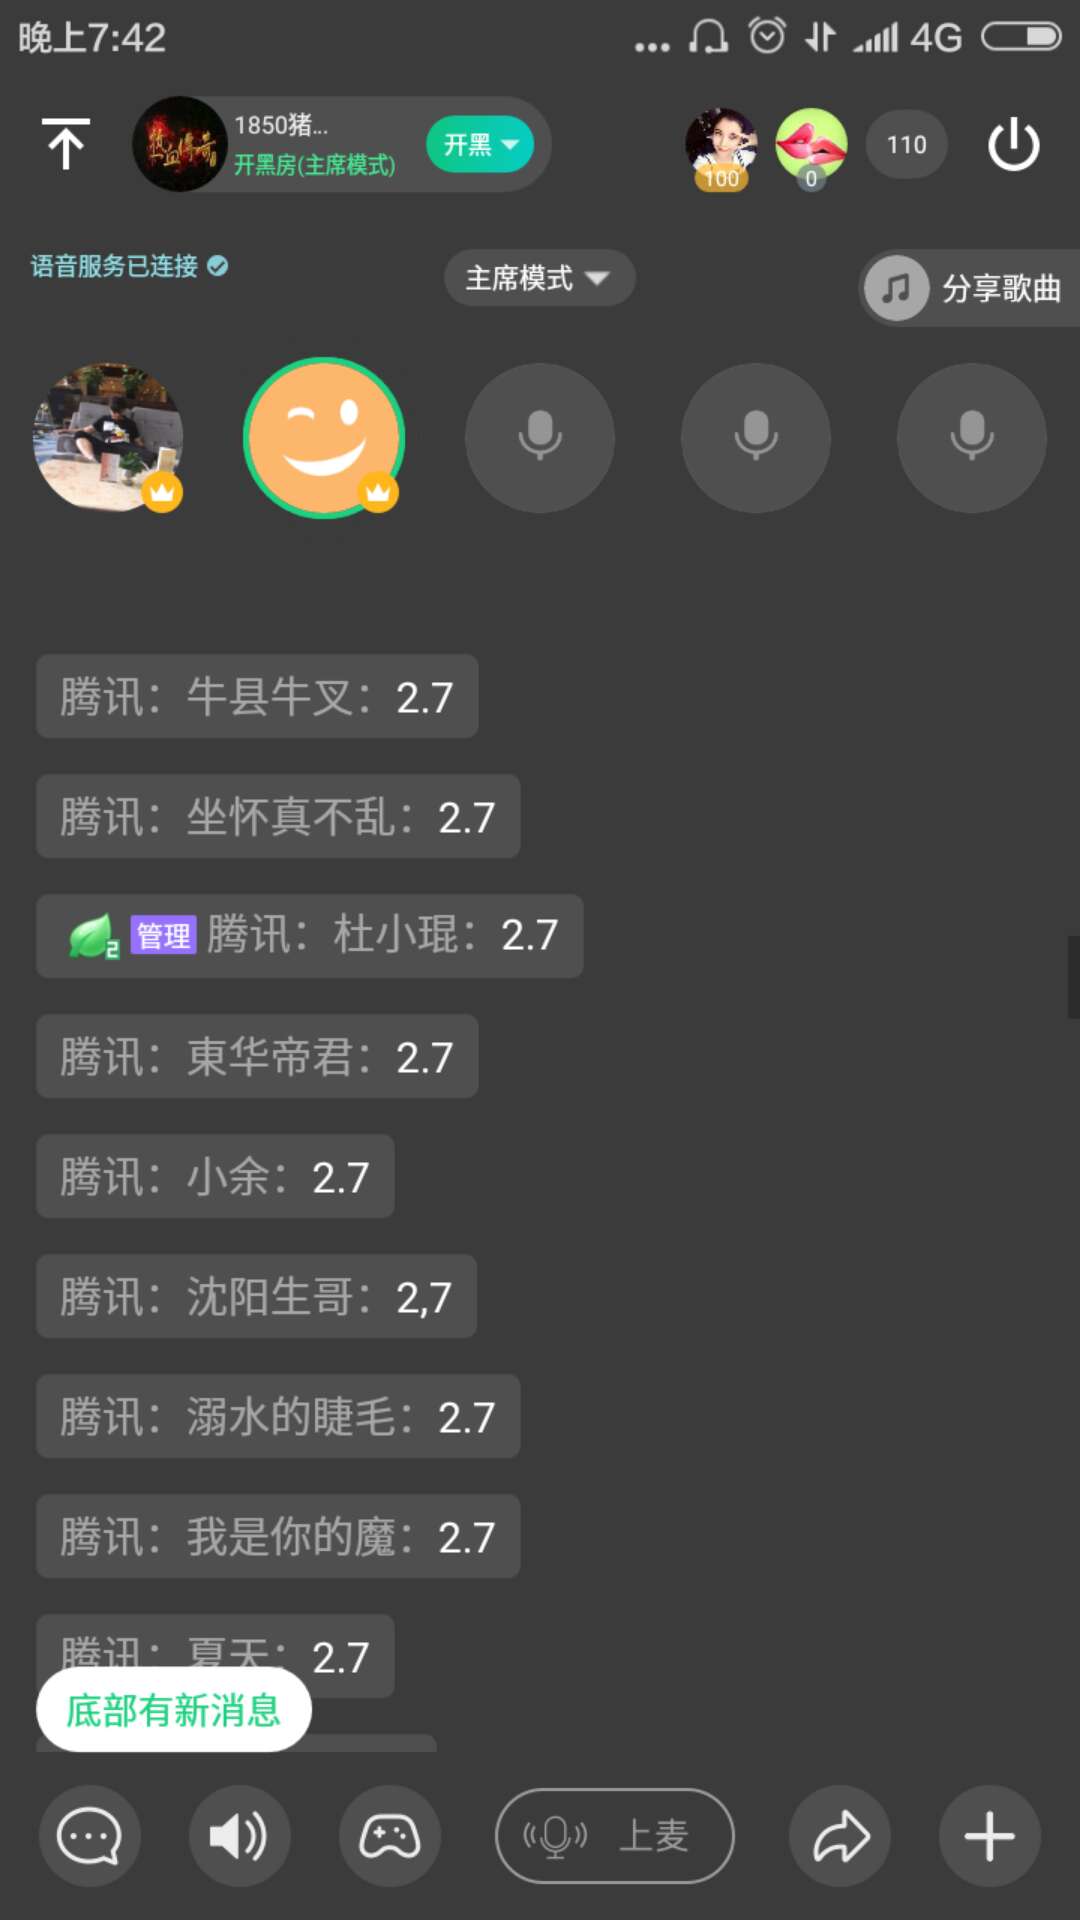 晚上7:42
4G
热血传奇
1850猪...
开黑房(主席模式)
开黑
100
0
110
语音服务已连接
主席模式
分享歌曲
腾讯：牛县牛叉：2.7
腾讯：坐怀真不乱：2.7
2 管理 腾讯：杜小琨：2.7
腾讯：東华帝君：2.7
腾讯：小余：2.7
腾讯：沈阳生哥：2,7
腾讯：溺水的睫毛：2.7
腾讯：我是你的魔：2.7
腾讯：夏天：2.7
底部有新消息
上麦